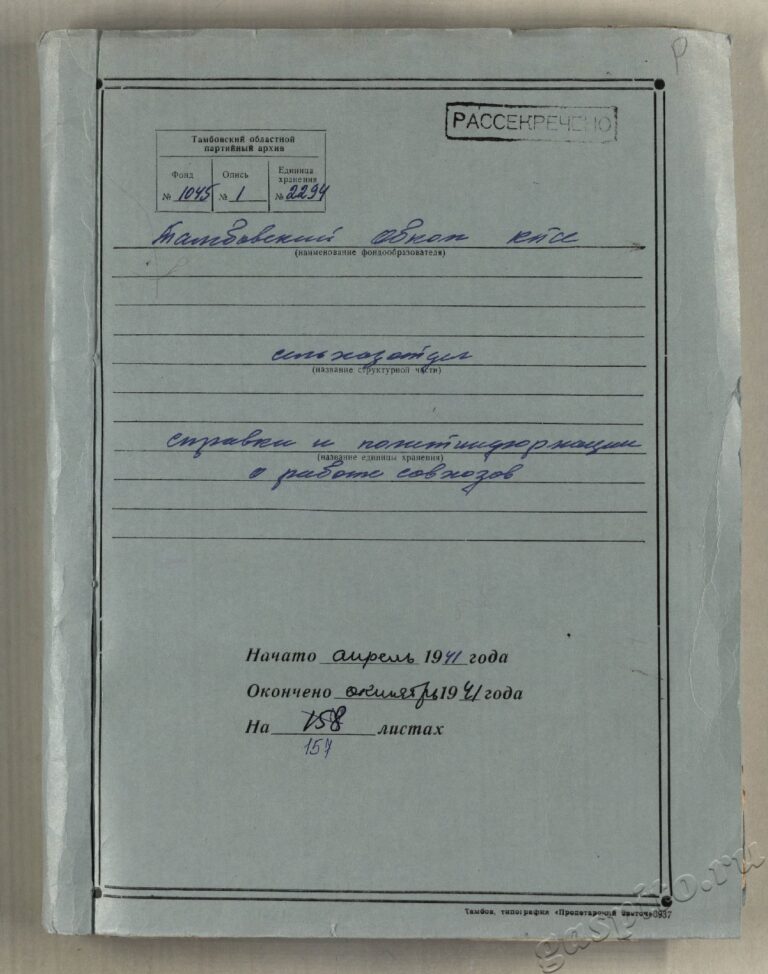 Р
РАССЕКРЕЧЕНО
Тамбовский областной
партийный архив
Фонд Опись Единица хранения
№ 1045 № 1 № 2294
Тамбовский обком КПСС
(наименование фондообразователя)
сельхозотдел
(название структурной части)
справки и политинформации
(название единицы хранения)
о работе совхозов
Начато апрель 1941 года
Окончено октябрь 1941 года
На 158 листах
157
Тамбов, типография «Пролетарский светоч» 3937
gaspito.ru